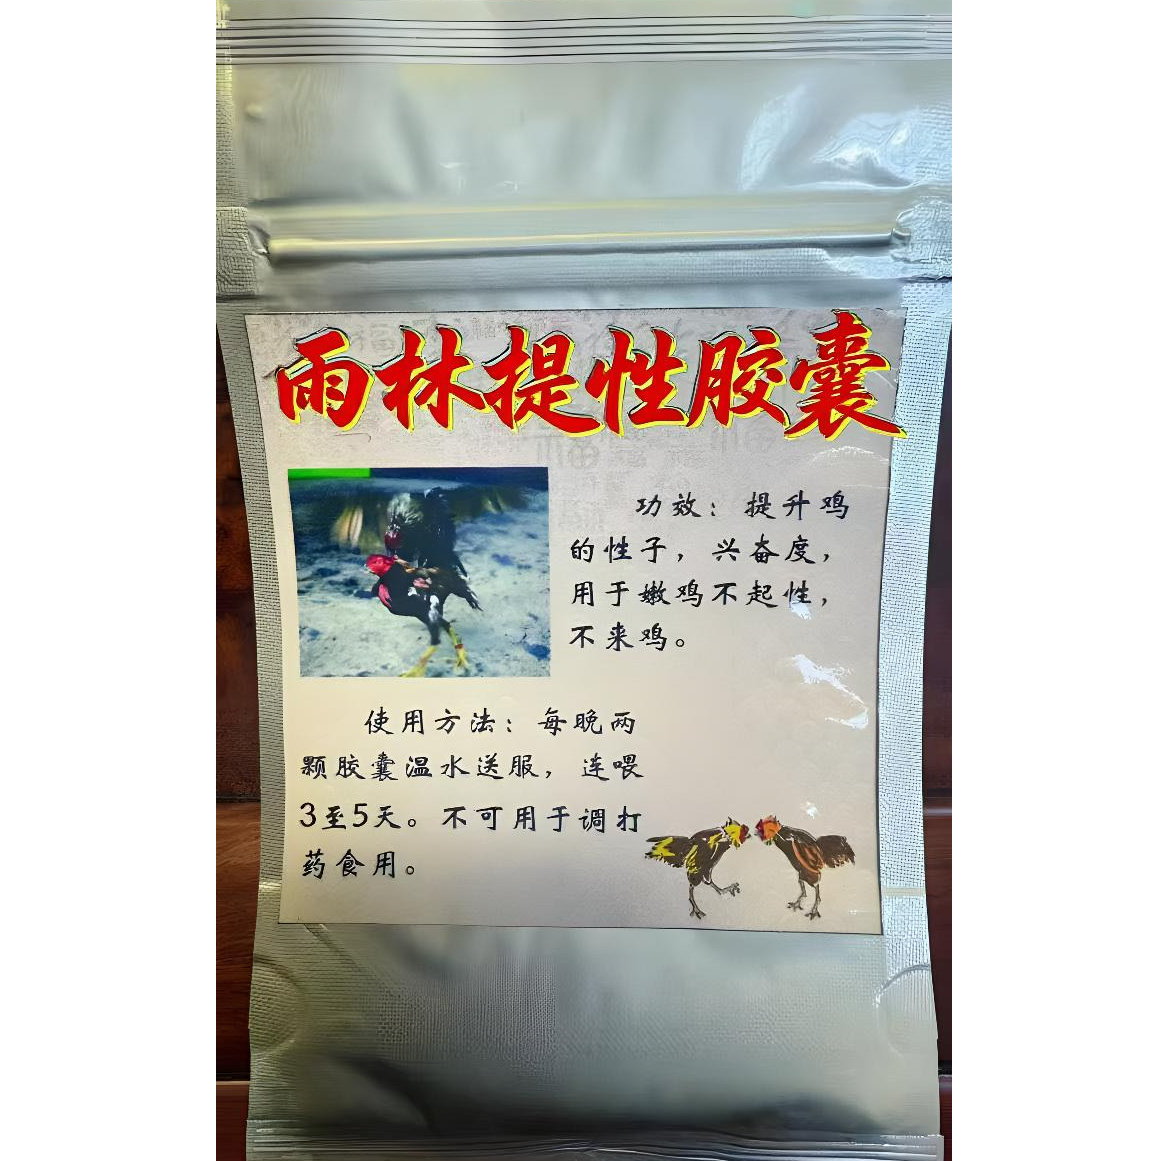 雨林提性胶囊
功效：提升鸡
的性子，兴奋度，
用于嫩鸡不起性，
不来鸡。
使用方法：每晚两
颗胶囊温水送服，连喂
3至5天。不可用于调打
药食用。